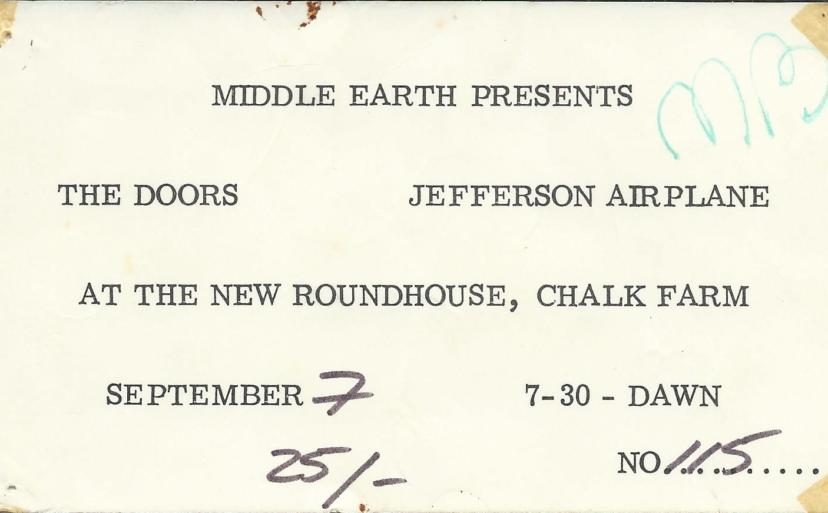 MIDDLE EARTH PRESENTS
MB
THE DOORS JEFFERSON AIRPLANE
AT THE NEW ROUNDHOUSE, CHALK FARM
SEPTEMBER 7 7-30 - DAWN
25/- NO 115..........